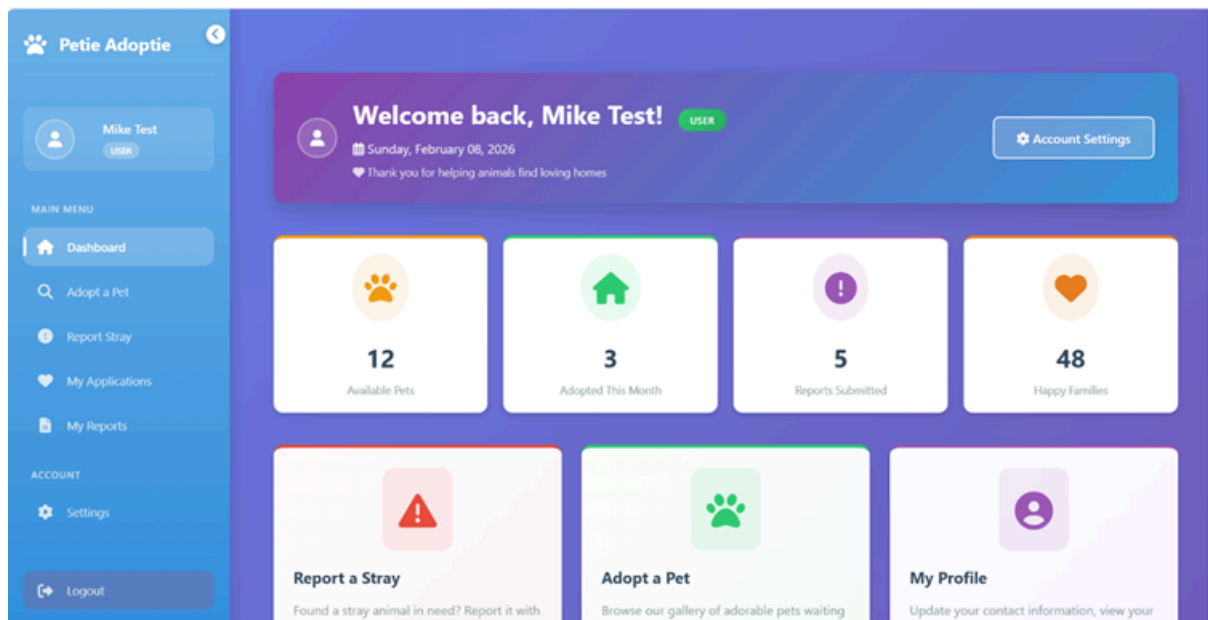 Petie Adoptie
Mike Test
USER
MAIN MENU
Dashboard
Adopt a Pet
Report Stray
My Applications
My Reports
ACCOUNT
Settings
Logout
Welcome back, Mike Test! USER
Sunday, February 08, 2026
Thank you for helping animals find loving homes
Account Settings
12
Available Pets
3
Adopted This Month
5
Reports Submitted
48
Happy Families
Report a Stray
Found a stray animal in need? Report it with
Adopt a Pet
Browse our gallery of adorable pets waiting
My Profile
Update your contact information, view your